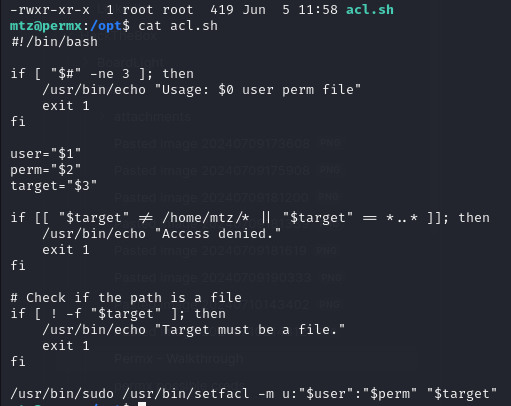 -rwxr-xr-x  1 root root  419 Jun  5 11:58 acl.sh
mtz@permx:/opt$ cat acl.sh
#!/bin/bash

if [ "$#" -ne 3 ]; then
    /usr/bin/echo "Usage: $0 user perm file"
    exit 1
fi

user="$1"
perm="$2"
target="$3"

if [[ "$target" != /home/mtz/* || "$target" == *..* ]]; then
    /usr/bin/echo "Access denied."
    exit 1
fi

# Check if the path is a file
if [ ! -f "$target" ]; then
    /usr/bin/echo "Target must be a file."
    exit 1
fi

/usr/bin/sudo /usr/bin/setfacl -m u:"$user":"$perm" "$target"